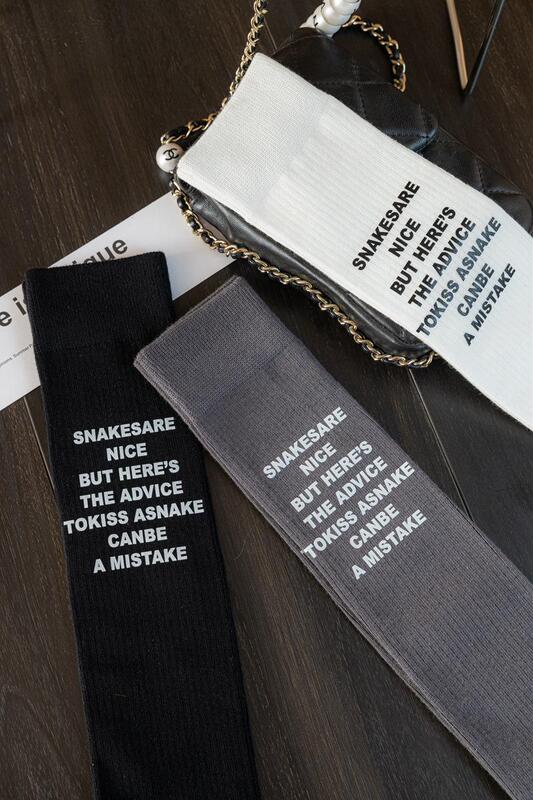 SNAKESARE
NICE
BUT HERE'S
THE ADVICE
TOKISS ASNAKE
CANBE
A MISTAKE
SNAKESARE
NICE
BUT HERE'S
THE ADVICE
TOKISS ASNAKE
CANBE
A MISTAKE
SNAKESARE
NICE
BUT HERE'S
THE ADVICE
TOKISS ASNAKE
CANBE
A MISTAKE